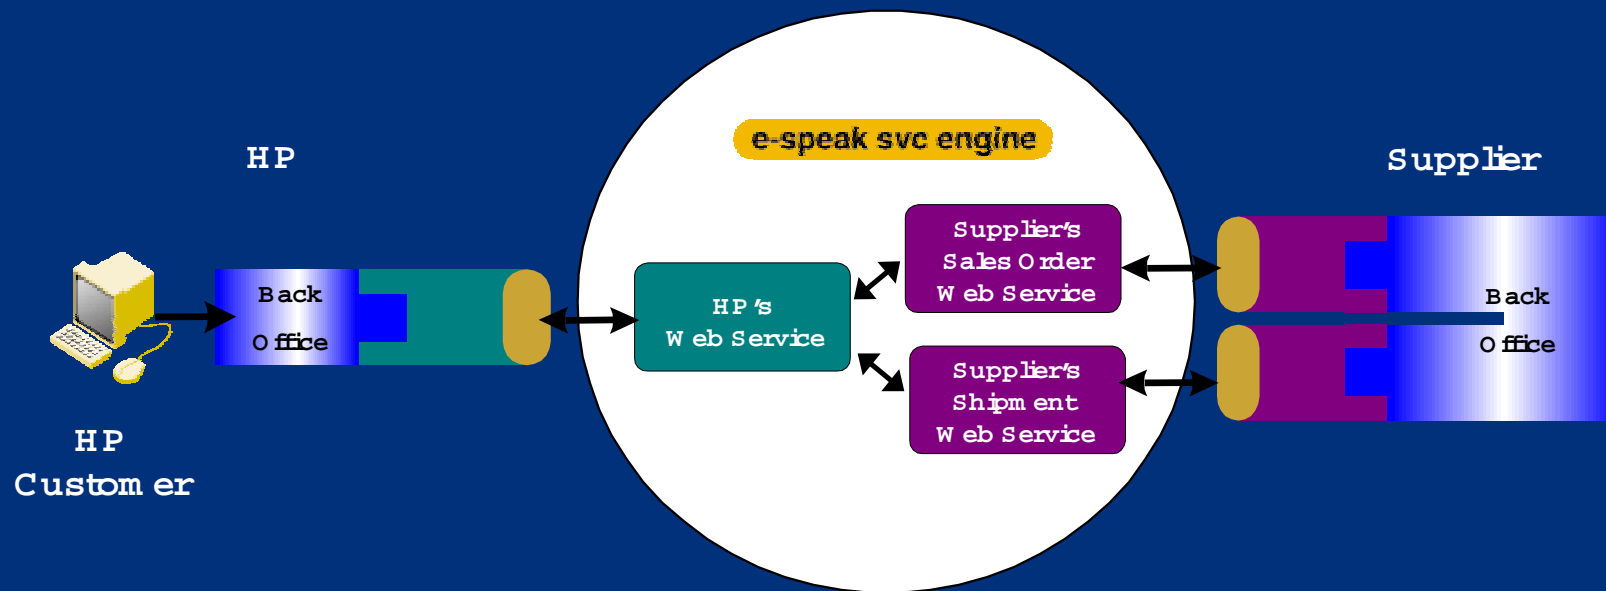 e-speak svc engine
HP
Supplier
Back
Office
HP
Customer
HP's
Web Service
Supplier's
Sales Order
Web Service
Supplier's
Shipment
Web Service
Back
Office